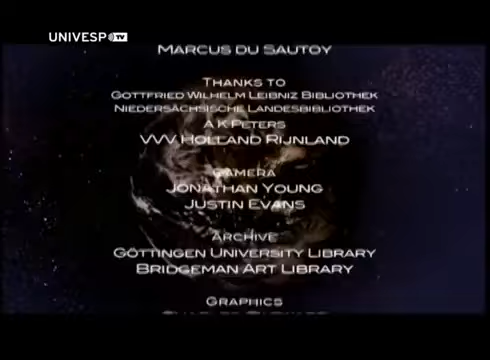 UNIVESP TV
MARCUS DU SAUTOY
THANKS TO
GOTTFRIED WILHELM LEIBNIZ BIBLIOTHEK
NIEDERSÄCHSISCHE LANDESBIBLIOTHEK
A K PETERS
VVV HOLLAND RIJNLAND
CAMERA
JONATHAN YOUNG
JUSTIN EVANS
ARCHIVE
GÖTTINGEN UNIVERSITY LIBRARY
BRIDGEMAN ART LIBRARY
GRAPHICS